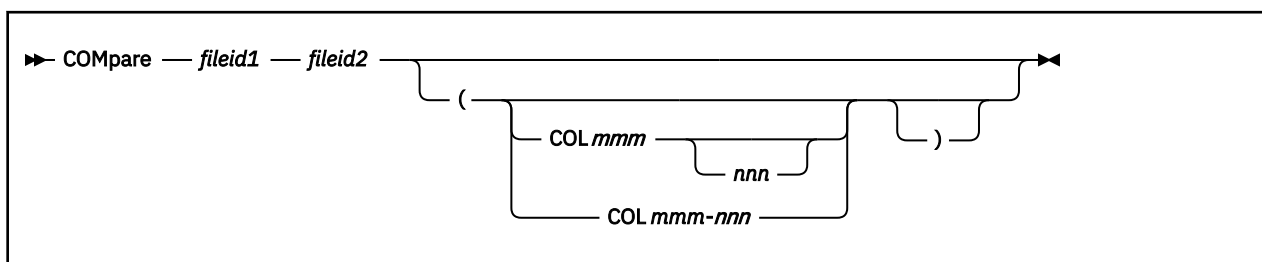 COMpare fileid1 fileid2
(
COL mmm )
nnn
COL mmm-nnn